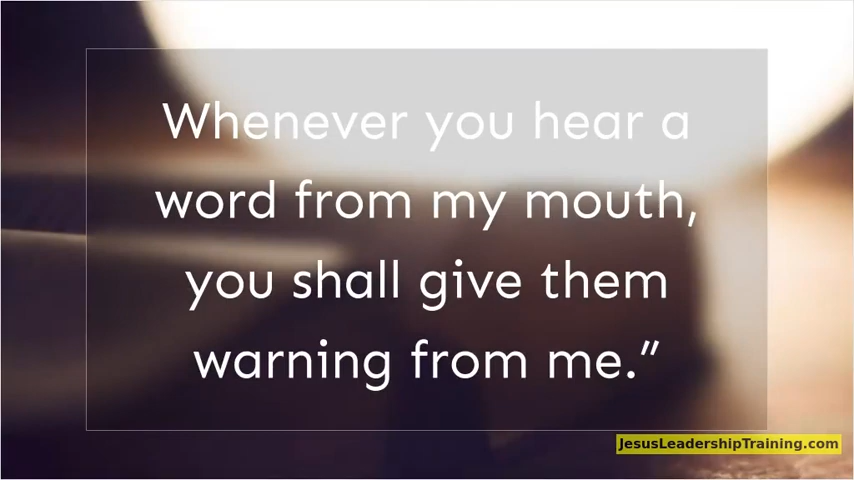 Whenever you hear a
word from my mouth,
you shall give them
warning from me.”
JesusLeadershipTraining.com